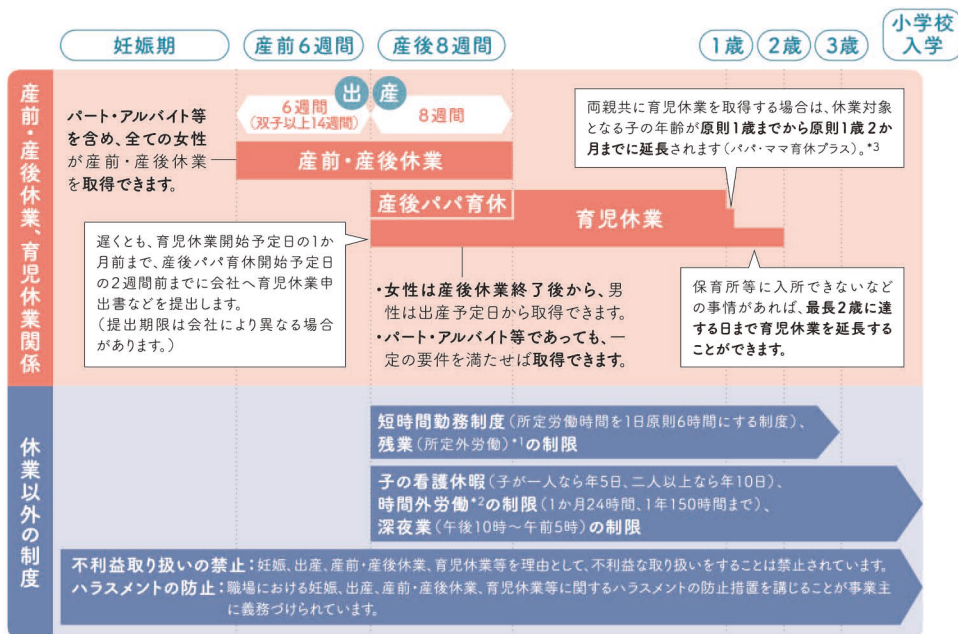 妊娠期
産前6週間
産後8週間
1歳
2歳
3歳
小学校
入学
産前・産後休業、育児休業関係
パート・アルバイト等
を含め、全ての女性
が産前・産後休業
を取得できます。
6週間
(双子以上14週間)
出
産
8週間
産前・産後休業
両親共に育児休業を取得する場合は、休業対象
となる子の年齢が原則1歳までから原則1歳2か
月までに延長されます(パパ・ママ育休プラス)。*3
産後パパ育休
育児休業
遅くとも、育児休業開始予定日の1か
月前まで、産後パパ育休開始予定日
の2週間前までに会社へ育児休業申
出書などを提出します。
(提出期限は会社により異なる場合
があります。)
・女性は産後休業終了後から、男
性は出産予定日から取得できます。
・パート・アルバイト等であっても、一
定の要件を満たせば取得できます。
保育所等に入所できないなど
の事情があれば、最長2歳に達
する日まで育児休業を延長する
ことができます。
休業以外の制度
短時間勤務制度(所定労働時間を1日原則6時間にする制度)、
残業(所定外労働)*1の制限
子の看護休暇(子が一人なら年5日、二人以上なら年10日)、
時間外労働*2の制限(1か月24時間、1年150時間まで)、
深夜業(午後10時〜午前5時)の制限
不利益取り扱いの禁止:妊娠、出産、産前・産後休業、育児休業等を理由として、不利益な取り扱いをすることは禁止されています。
ハラスメントの防止:職場における妊娠、出産、産前・産後休業、育児休業等に関するハラスメントの防止措置を講じることが事業主
に義務づけられています。